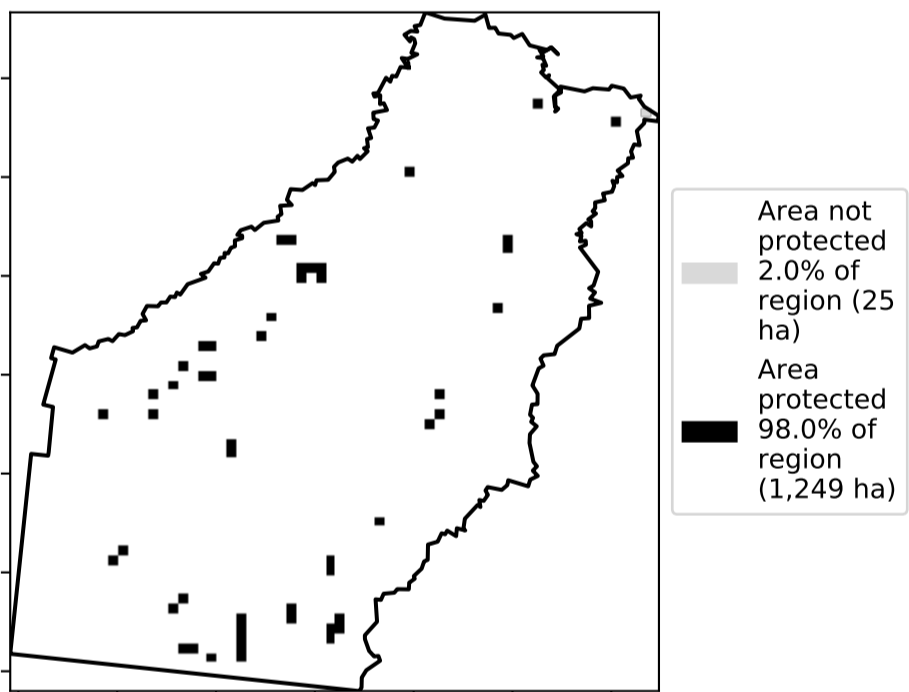 Area not
protected
2.0% of
region (25
ha)
Area
protected
98.0% of
region
(1,249 ha)